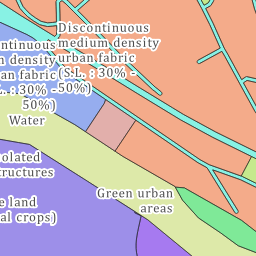 Discontinuous
medium density
urban fabric
(S.L. : 30% -
50%)
ntinuous
m density
an fabric
L. : 30% -
50%)
Water
olated
tructures
e land
al crops)
Green urban
areas